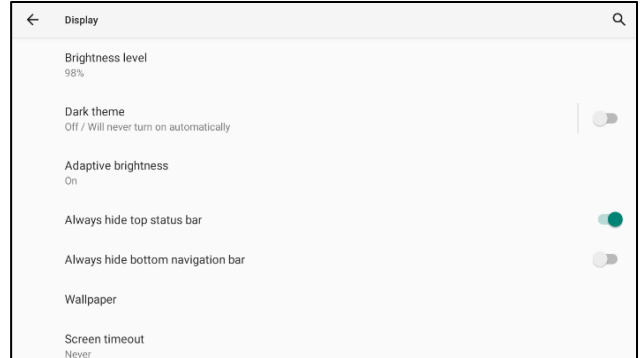 Display
Brightness level
98%
Dark theme
Off / Will never turn on automatically
Adaptive brightness
On
Always hide top status bar
Always hide bottom navigation bar
Wallpaper
Screen timeout
Never